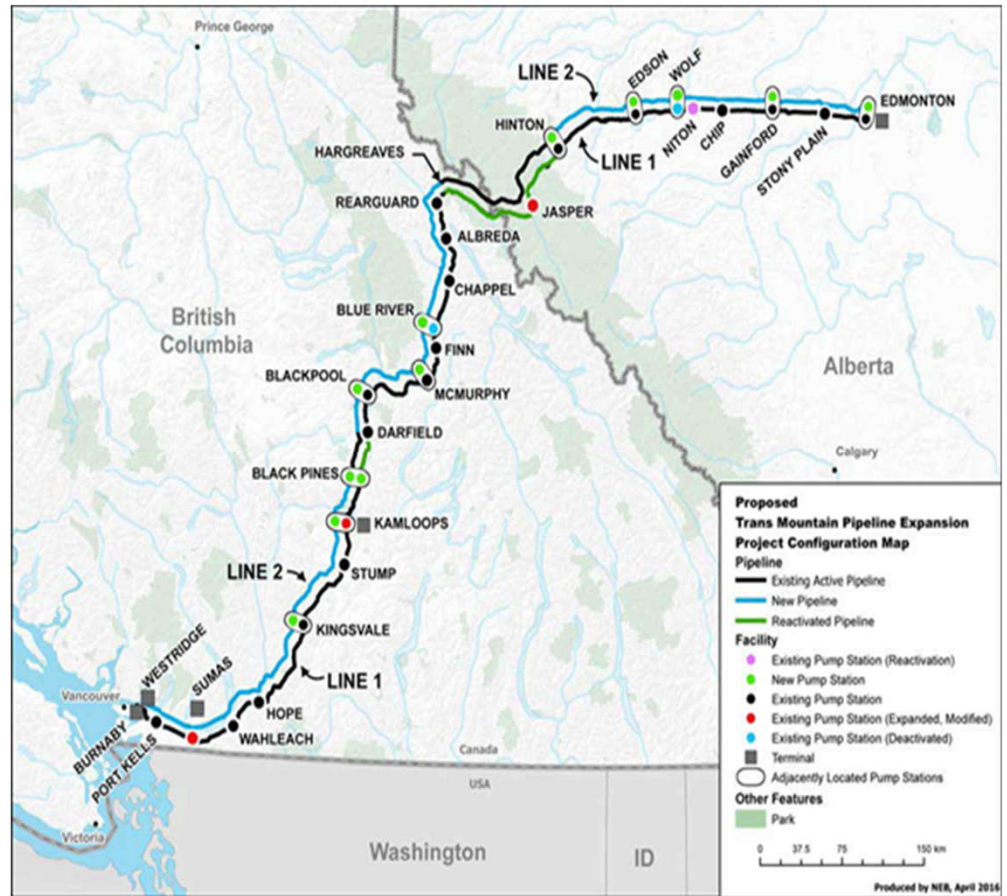 Prince George
LINE 2
EDSON
WOLF
EDMONTON
HINTON
LINE 1
NITON
CHIP
GAINFORD
STONY PLAIN
HARGREAVES
REARGUARD
JASPER
ALBREDA
CHAPPEL
BLUE RIVER
British
Columbia
FINN
Alberta
BLACKPOOL
MCMURPHY
DARFIELD
Calgary
BLACK PINES
KAMLOOPS
STUMP
LINE 2
KINGSVALE
WESTRIDGE
SUMAS
LINE 1
Vancouver
HOPE
BURNABY
PORT KELLS
WAHLEACH
Canada
USA
Victoria
Washington
ID
Proposed
Trans Mountain Pipeline Expansion
Project Configuration Map
Pipeline
Existing Active Pipeline
New Pipeline
Reactivated Pipeline
Facility
Existing Pump Station (Reactivation)
New Pump Station
Existing Pump Station
Existing Pump Station (Expanded, Modified)
Existing Pump Station (Deactivated)
Terminal
Adjacently Located Pump Stations
Other Features
Park
0 37.5 75 150 km
Produced by NEB, April 2016